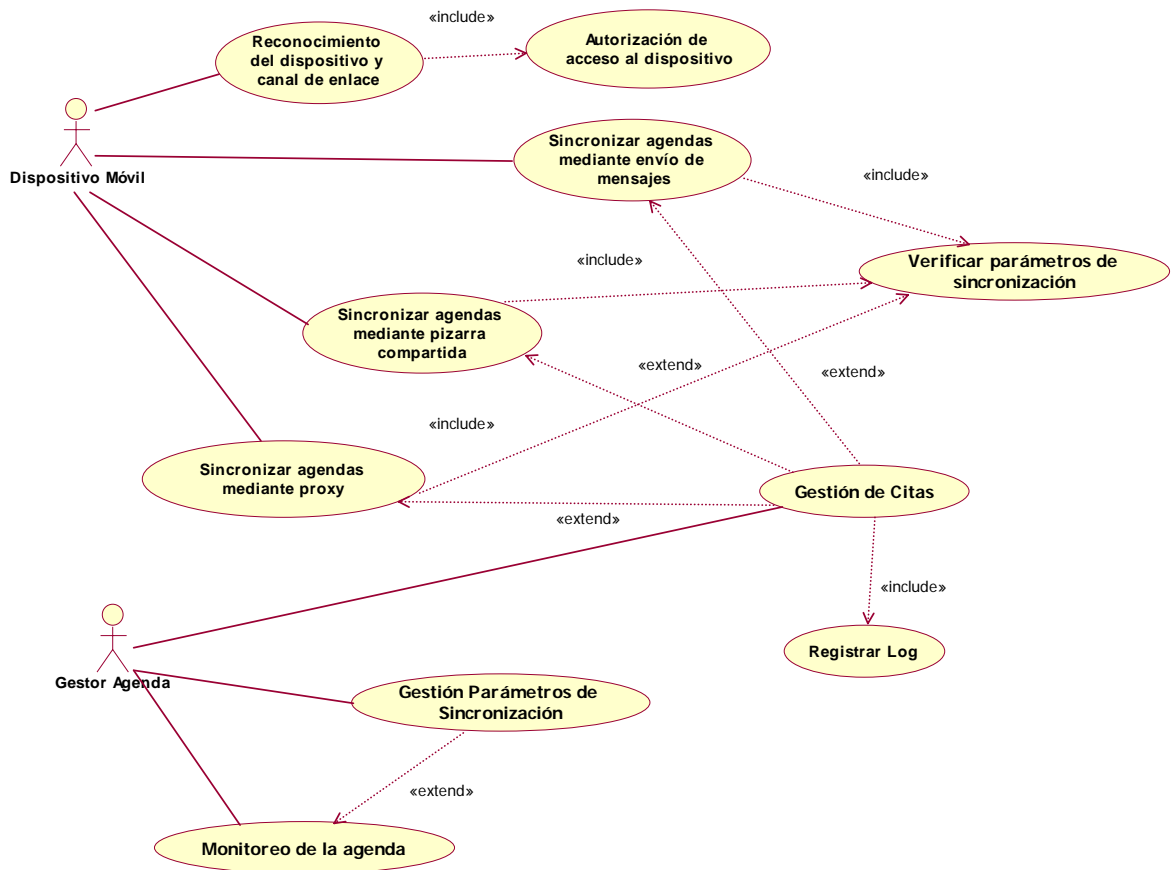 «include»
Reconocimiento
del dispositivo y
canal de enlace
Autorización de
acceso al dispositivo
Dispositivo Móvil
Sincronizar agendas
mediante envío de
mensajes
«include»
«include»
Verificar parámetros de
sincronización
Sincronizar agendas
mediante pizarra
compartida
«extend»
«extend»
«include»
Sincronizar agendas
mediante proxy
Gestión de Citas
«extend»
«include»
Registrar Log
Gestor Agenda
Gestión Parámetros de
Sincronización
«extend»
Monitoreo de la agenda